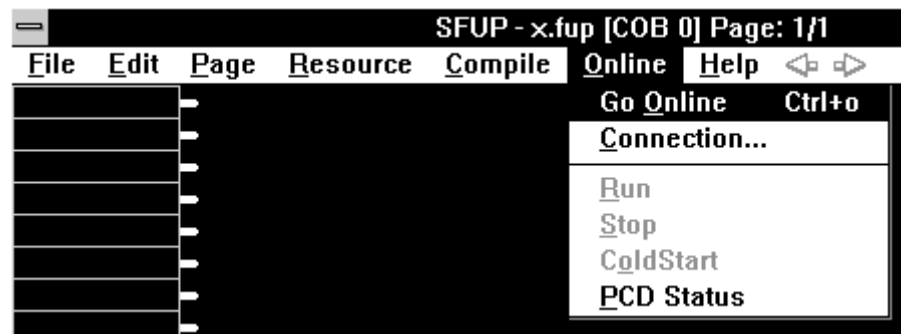 SFUP - x.fup [COB 0] Page: 1/1
File Edit Page Resource Compile Online Help
Go Online Ctrl+o
Connection...
Run
Stop
ColdStart
PCD Status